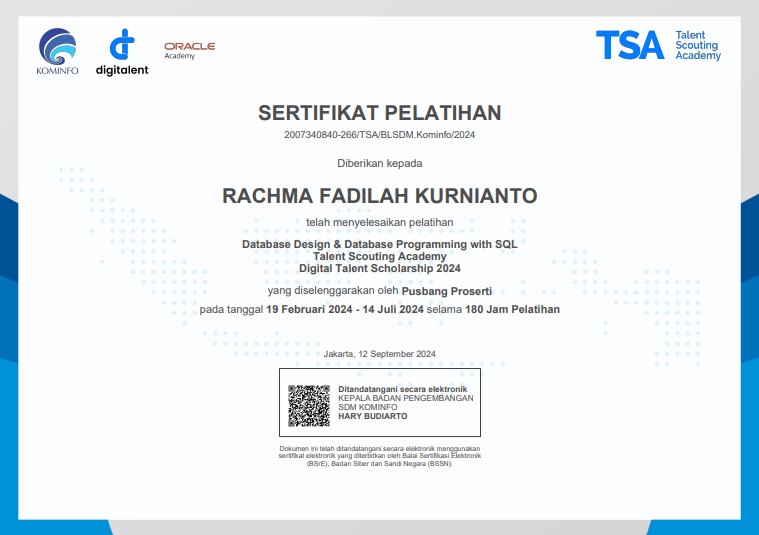 KOMINFO
digitalent
ORACLE
Academy
TSA
Talent
Scouting
Academy
SERTIFIKAT PELATIHAN
2007340840-266/TSA/BLSDM.Kominfo/2024
Diberikan kepada
RACHMA FADILAH KURNIANTO
telah menyelesaikan pelatihan
Database Design & Database Programming with SQL
Talent Scouting Academy
Digital Talent Scholarship 2024
yang diselenggarakan oleh Pusbang Proserti
pada tanggal 19 Februari 2024 - 14 Juli 2024 selama 180 Jam Pelatihan
Jakarta, 12 September 2024
Ditandatangani secara elektronik
KEPALA BADAN PENGEMBANGAN
SDM KOMINFO
HARY BUDIARTO
Dokumen ini telah ditandatangani secara elektronik menggunakan
sertifikat elektronik yang diterbitkan oleh Balai Sertifikasi Elektronik
(BSrE), Badan Siber dan Sandi Negara (BSSN).